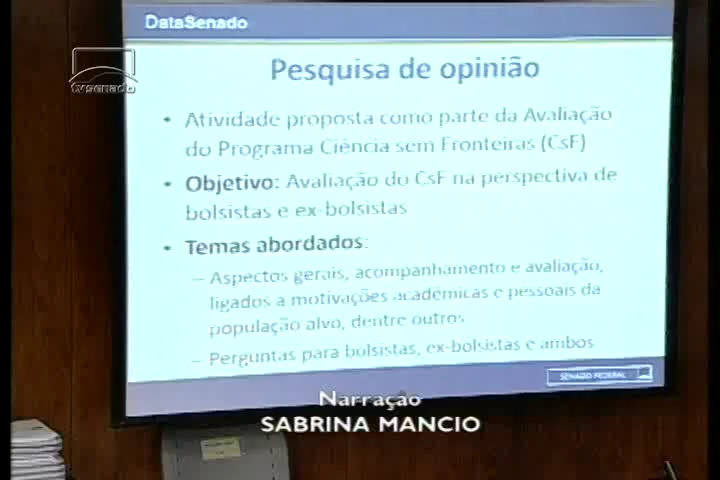 DataSenado
tv senado
Pesquisa de opinião
• Atividade proposta como parte da Avaliação
do Programa Ciência sem Fronteiras (CsF)
• Objetivo: Avaliação do CsF na perspectiva de
bolsistas e ex-bolsistas
• Temas abordados:
– Aspectos gerais, acompanhamento e avaliação,
ligados a motivações acadêmicas e pessoais da
população alvo, dentre outros
– Perguntas para bolsistas, ex-bolsistas e ambos
SENADO FEDERAL
Narração
SABRINA MANCIO